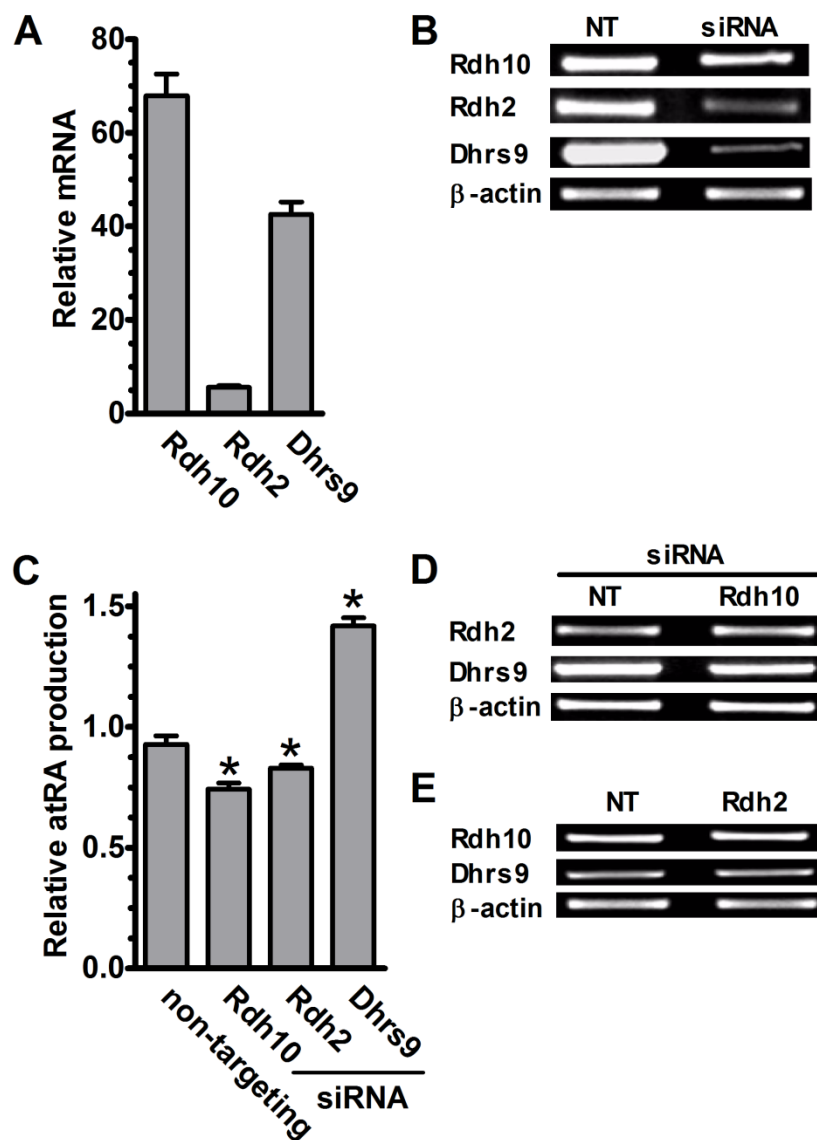 A
Relative mRNA
80
60
40
20
0
Rdh10
Rdh2
Dhrs9
B
NT siRNA
Rdh10
Rdh2
Dhrs9
β-actin
C
Relative atRA production
1.5
1.0
0.5
0.0
*
*
*
non-targeting
Rdh10
Rdh2
Dhrs9
siRNA
D
siRNA
NT Rdh10
Rdh2
Dhrs9
β-actin
E
NT Rdh2
Rdh10
Dhrs9
β-actin